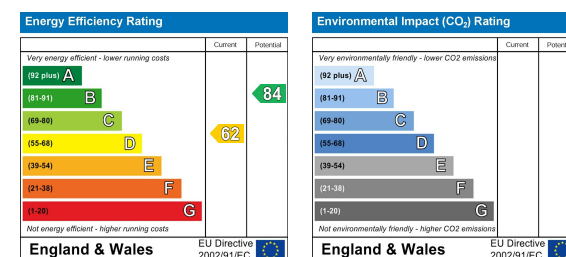 Energy Efficiency Rating
Current Potential
Very energy efficient - lower running costs
(92 plus) A
(81-91) B
84
(69-80) C
(55-68) D
62
(39-54) E
(21-38) F
(1-20) G
Not energy efficient - higher running costs
England & Wales
EU Directive
2002/91/EC
Environmental Impact (CO2) Rating
Current Potential
Very environmentally friendly - lower CO2 emissions
(92 plus) A
(81-91) B
(69-80) C
(55-68) D
(39-54) E
(21-38) F
(1-20) G
Not environmentally friendly - higher CO2 emissions
England & Wales
EU Directive
2002/91/EC